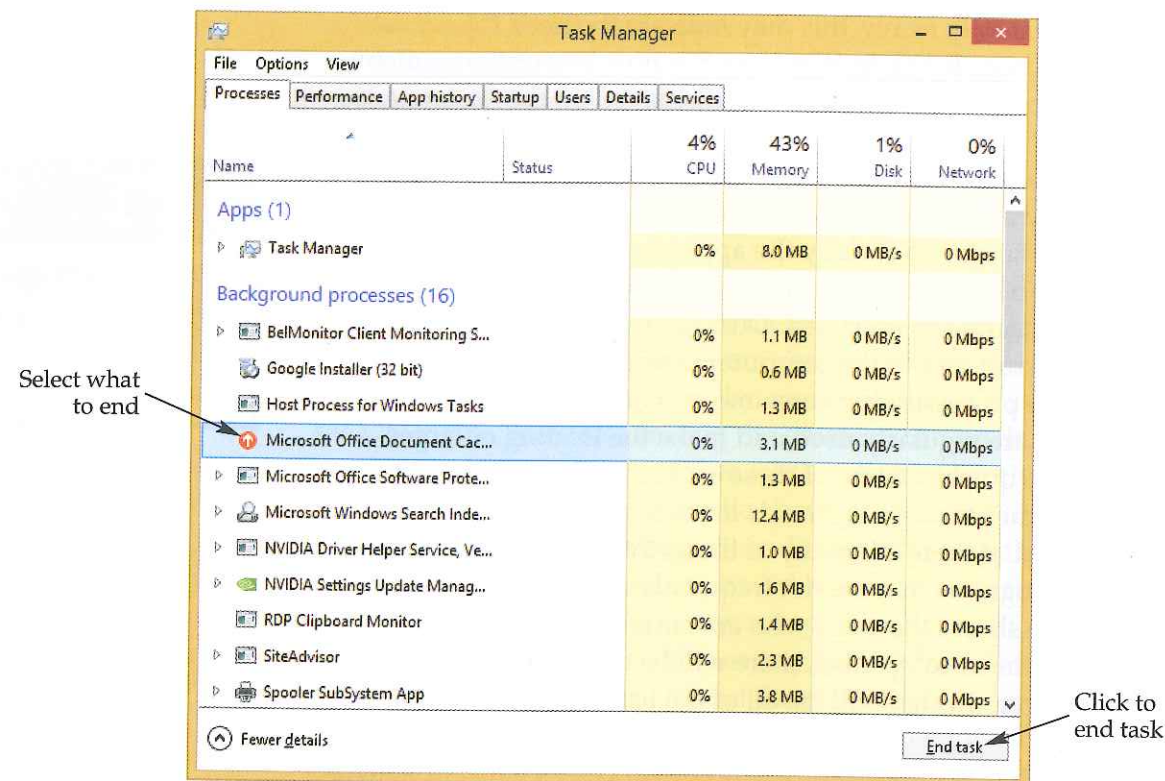 Task Manager
File Options View
Processes Performance App history Startup Users Details Services
4% 43% 1% 0%
Name Status CPU Memory Disk Network
Apps (1)
Task Manager 0% 8.0 MB 0 MB/s 0 Mbps
Background processes (16)
BelMonitor Client Monitoring S... 0% 1.1 MB 0 MB/s 0 Mbps
Google Installer (32 bit) 0% 0.6 MB 0 MB/s 0 Mbps
Host Process for Windows Tasks 0% 1.3 MB 0 MB/s 0 Mbps
Select what
to end
Microsoft Office Document Cac... 0% 3.1 MB 0 MB/s 0 Mbps
Microsoft Office Software Prote... 0% 1.3 MB 0 MB/s 0 Mbps
Microsoft Windows Search Inde... 0% 12.4 MB 0 MB/s 0 Mbps
NVIDIA Driver Helper Service, Ve... 0% 1.0 MB 0 MB/s 0 Mbps
NVIDIA Settings Update Manag... 0% 1.6 MB 0 MB/s 0 Mbps
RDP Clipboard Monitor 0% 1.4 MB 0 MB/s 0 Mbps
SiteAdvisor 0% 2.3 MB 0 MB/s 0 Mbps
Spooler SubSystem App 0% 3.8 MB 0 MB/s 0 Mbps
Fewer details
End task
Click to
end task